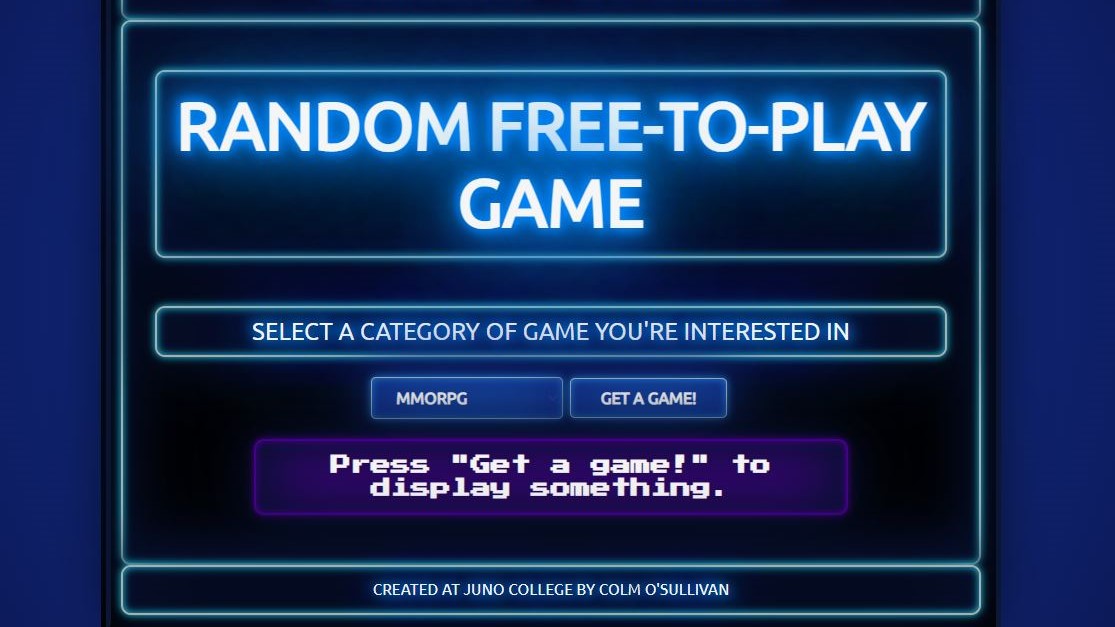 RANDOM FREE-TO-PLAY
GAME
SELECT A CATEGORY OF GAME YOU'RE INTERESTED IN
MMORPG
GET A GAME!
Press "Get a game!" to
display something.
CREATED AT JUNO COLLEGE BY COLM O'SULLIVAN